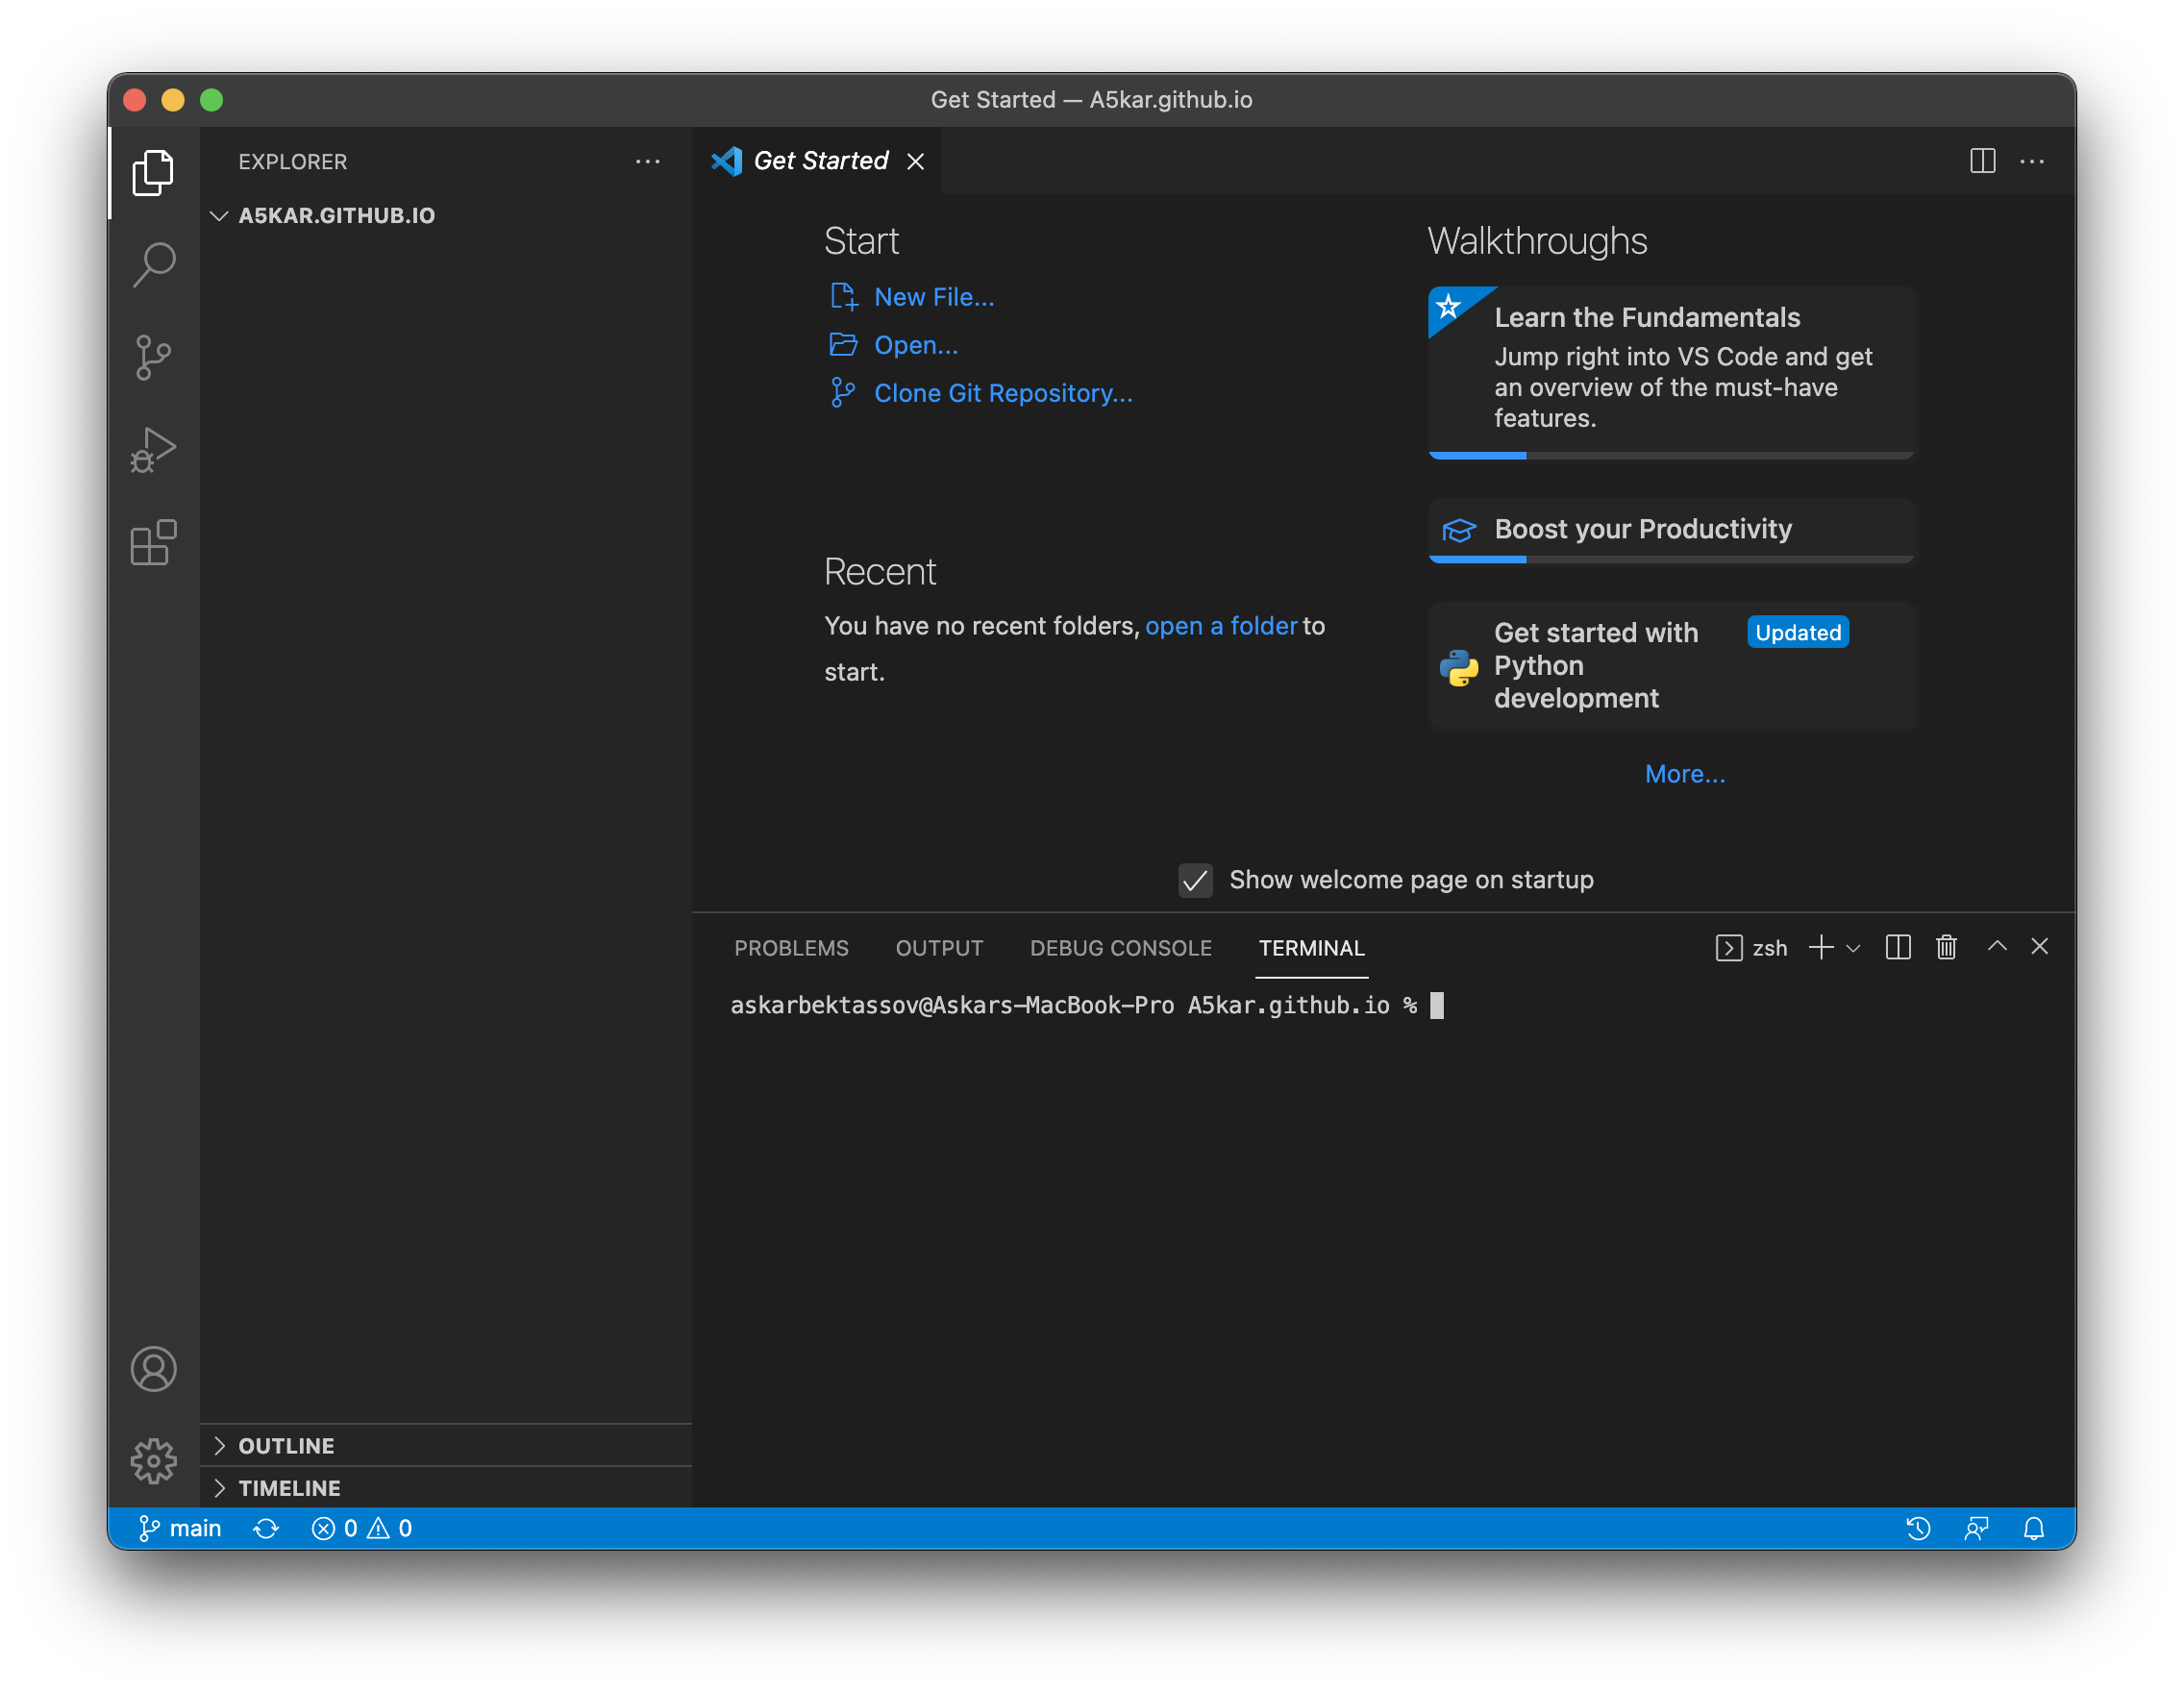 Get Started — A5kar.github.io
EXPLORER
A5KAR.GITHUB.IO
Get Started
Start
New File...
Open...
Clone Git Repository...
Recent
You have no recent folders, open a folder to
start.
Walkthroughs
Learn the Fundamentals
Jump right into VS Code and get
an overview of the must-have
features.
Boost your Productivity
Get started with
Python
development
Updated
More...
Show welcome page on startup
PROBLEMS OUTPUT DEBUG CONSOLE TERMINAL zsh
askarbektassov@Askars-MacBook-Pro A5kar.github.io %
OUTLINE
TIMELINE
main 0 0